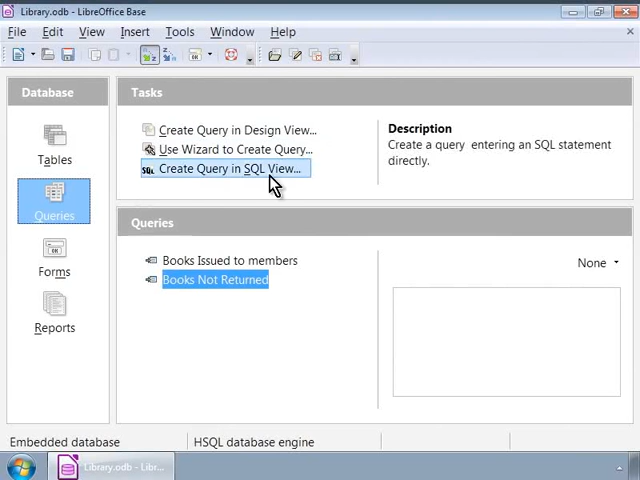 Library.odb - LibreOffice Base
File Edit View Insert Tools Window Help
Database
Tasks
Tables
Queries
Forms
Reports
Create Query in Design View...
Use Wizard to Create Query...
SQL Create Query in SQL View...
Description
Create a query entering an SQL statement
directly.
Queries
Books Issued to members
Books Not Returned
None
Embedded database
HSQL database engine
Library.odb - Libr...